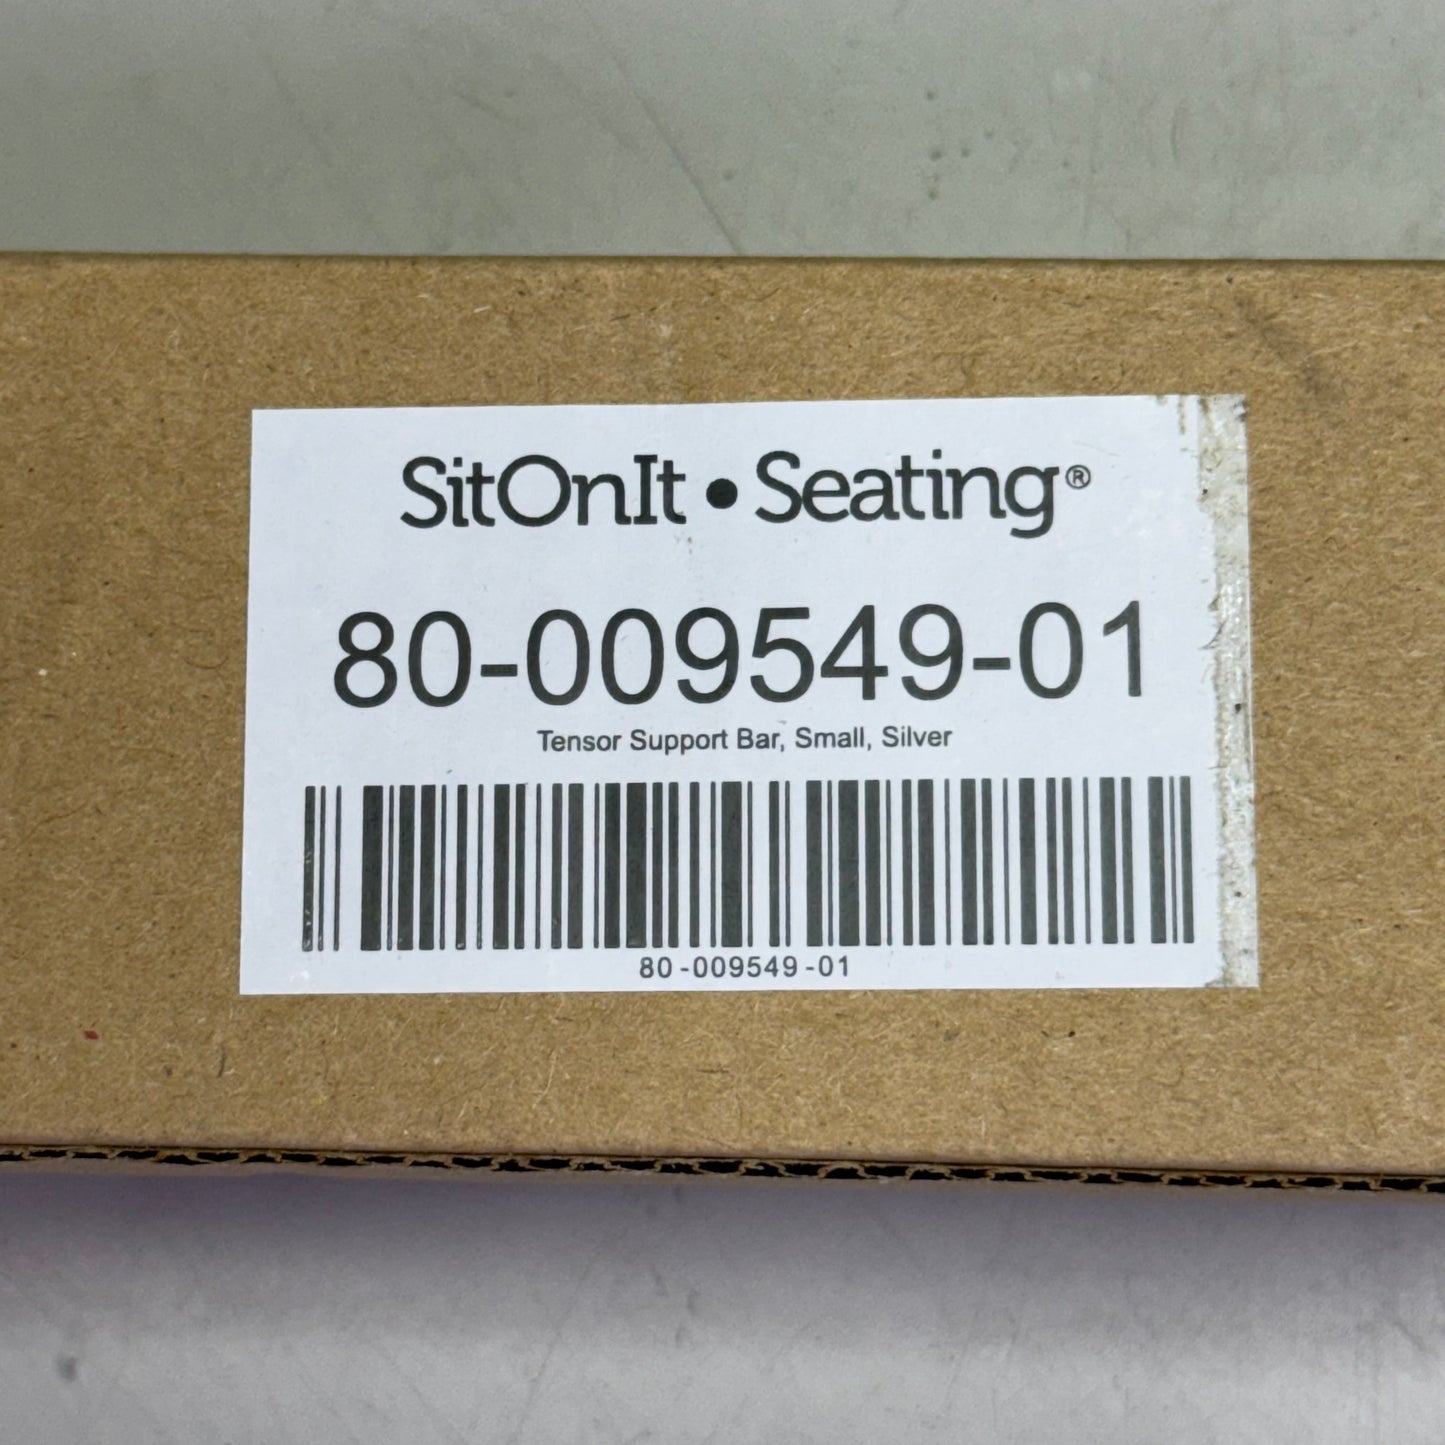 SitOnIt • Seating®
80-009549-01
Tensor Support Bar, Small, Silver
80-009549-01